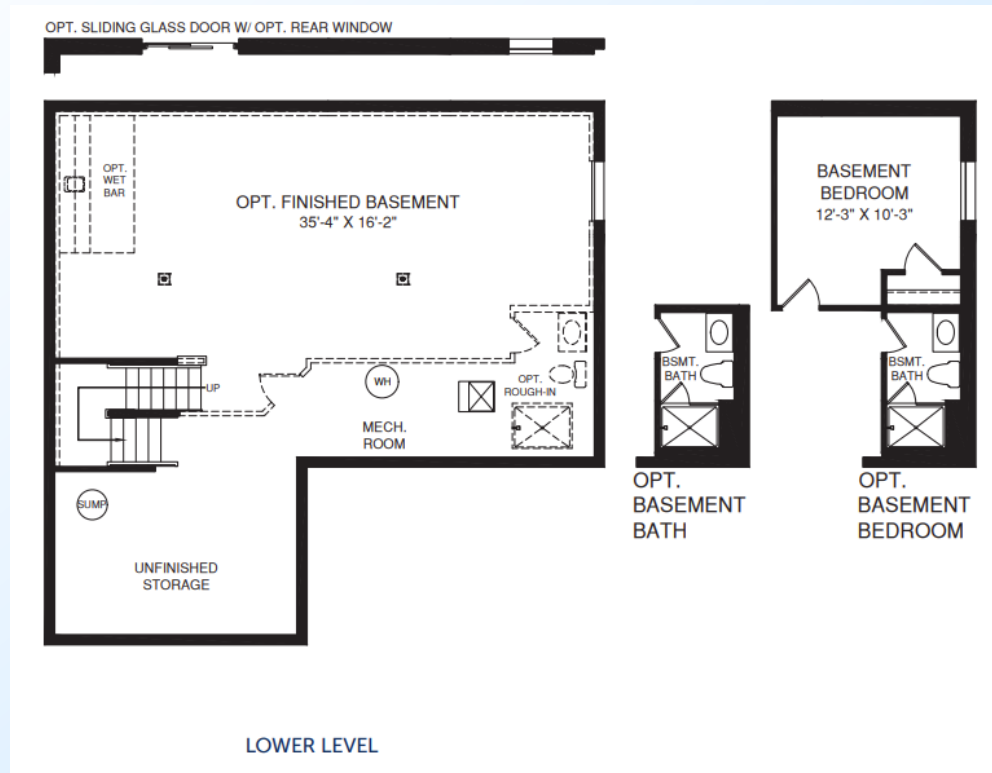 OPT. SLIDING GLASS DOOR W/ OPT. REAR WINDOW
OPT.
WET
BAR
OPT. FINISHED BASEMENT
35'-4" X 16'-2"
UP
WH
OPT.
ROUGH-IN
MECH.
ROOM
SUMP
UNFINISHED
STORAGE
BSMT.
BATH
OPT.
BASEMENT
BATH
BASEMENT
BEDROOM
12'-3" X 10'-3"
BSMT.
BATH
OPT.
BASEMENT
BEDROOM
LOWER LEVEL